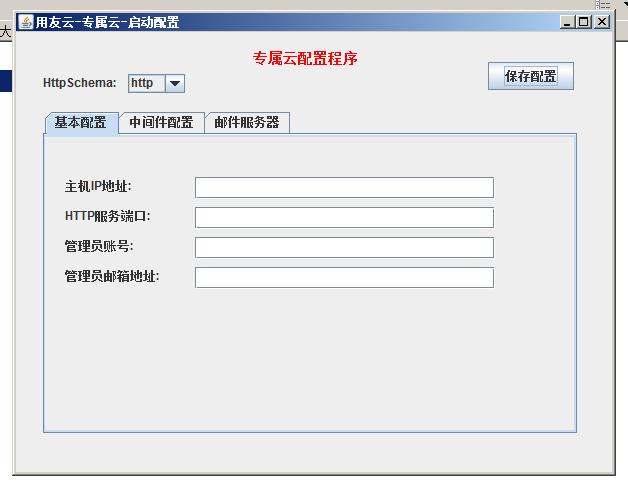 用友云-专属云-启动配置
大
专属云配置程序
HttpSchema: http
保存配置
基本配置 中间件配置 邮件服务器
主机IP地址:
HTTP服务端口:
管理员账号:
管理员邮箱地址: